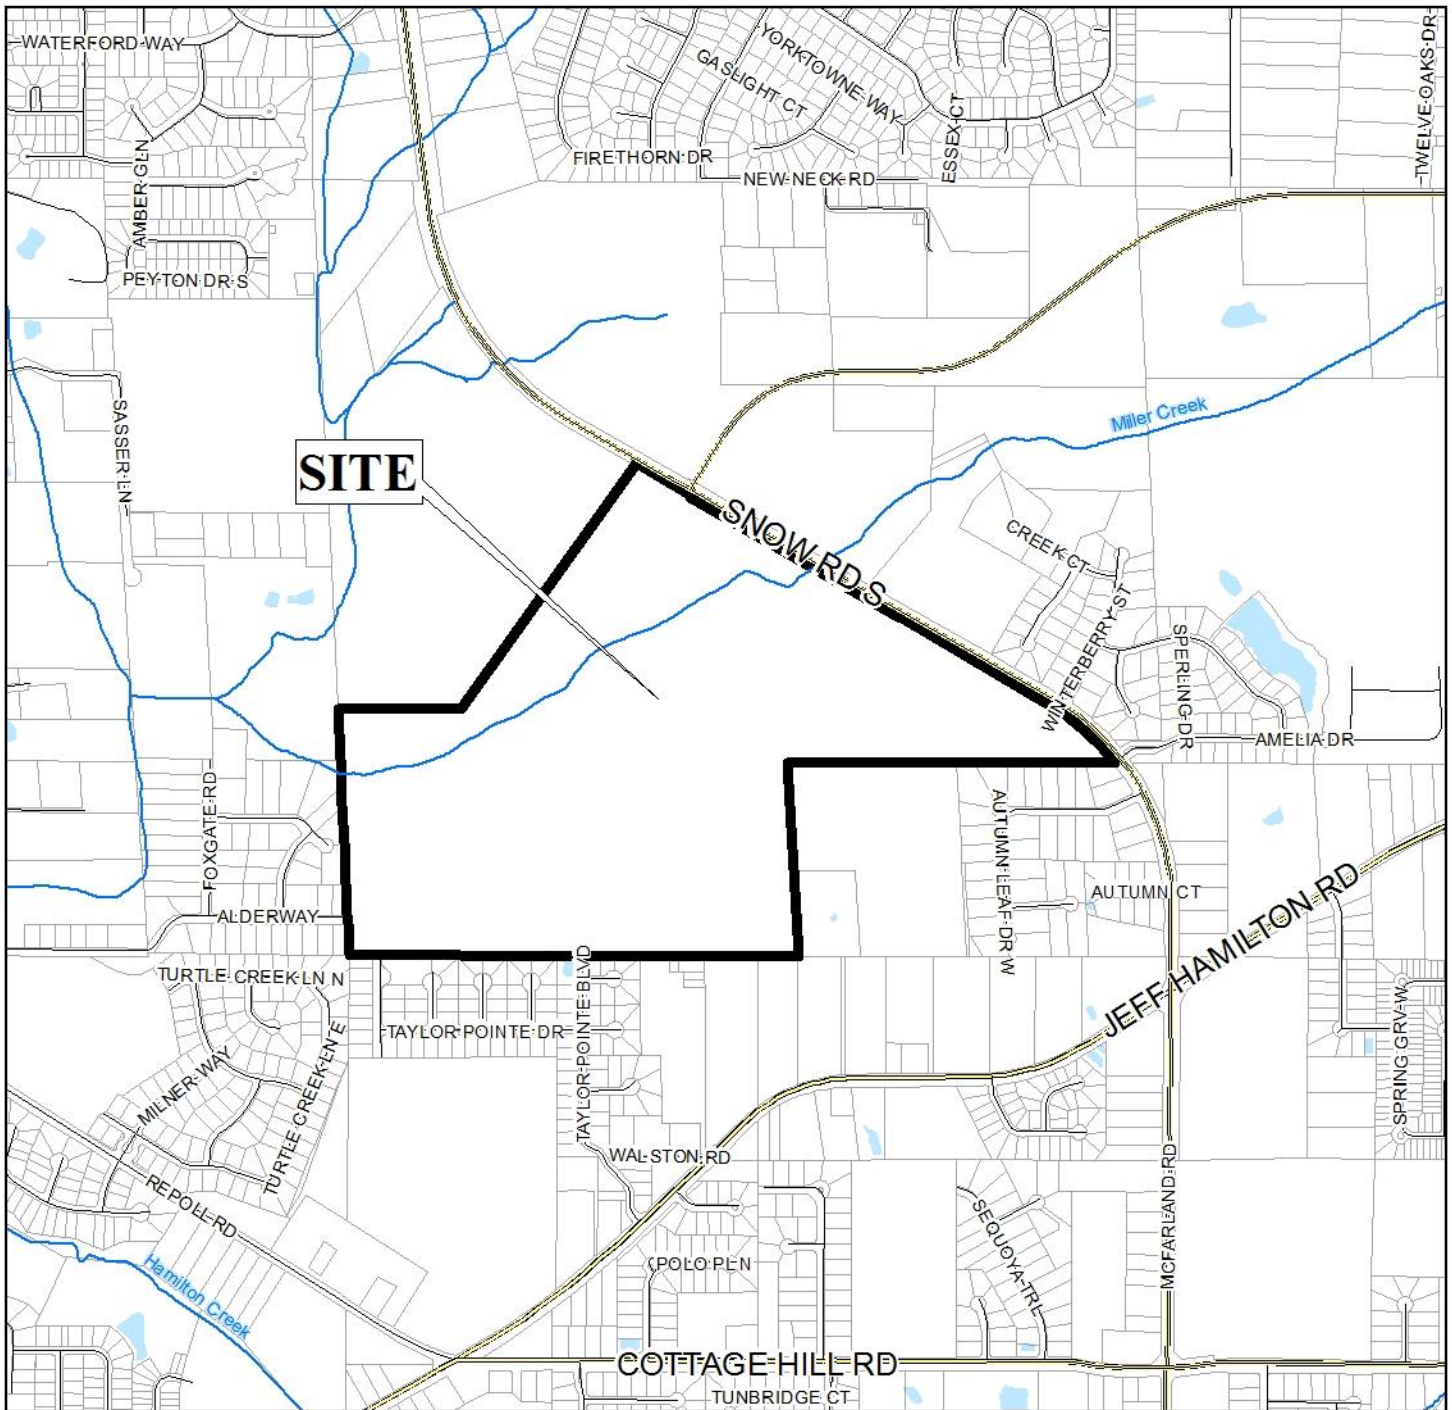 WATERFORD WAY
YORKTOWNE WAY
GASLIGHT CT
TWELVE OAKS DR
ESSEX CT
FIRETHORN DR
NEW NECK RD
AMBER GLN
PEYTON DR S
SASSER LN
Miller Creek
SITE
SNOW RD S
CREEK CT
WINTERBERRY ST
SPERLING DR
AMELIA DR
FOXGATE RD
AUTUMN LEAF DR W
ALDERWAY
AUTUMN CT
JEFF HAMILTON RD
TURTLE CREEK LN N
TAYLOR POINTE DR
TAYLOR POINTE BLVD
SPRING GRV W
MILNER WAY
TURTLE CREEK LN E
WALSTON RD
REPOLL RD
MCFARLAND RD
SEQUOYA TRL
POLO PL N
Hamilton Creek
COTTAGE HILL RD
TUNBRIDGE CT